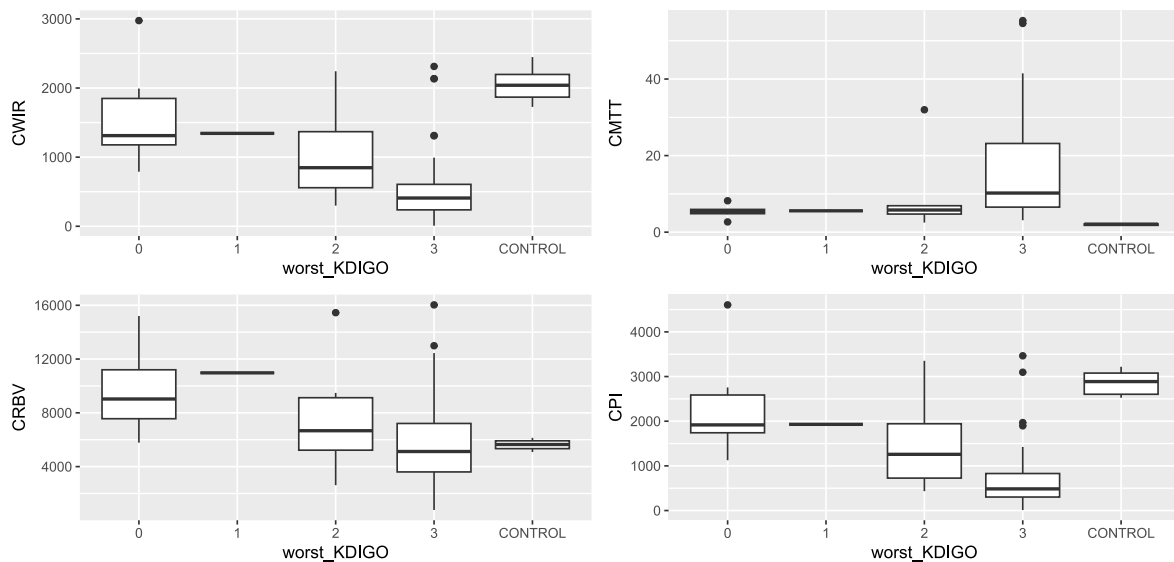 CWIR
3000
2000
1000
0
0 1 2 3 CONTROL
worst_KDIGO
CMTT
40
20
0
0 1 2 3 CONTROL
worst_KDIGO
CRBV
16000
12000
8000
4000
0 1 2 3 CONTROL
worst_KDIGO
CPI
4000
3000
2000
1000
0
0 1 2 3 CONTROL
worst_KDIGO